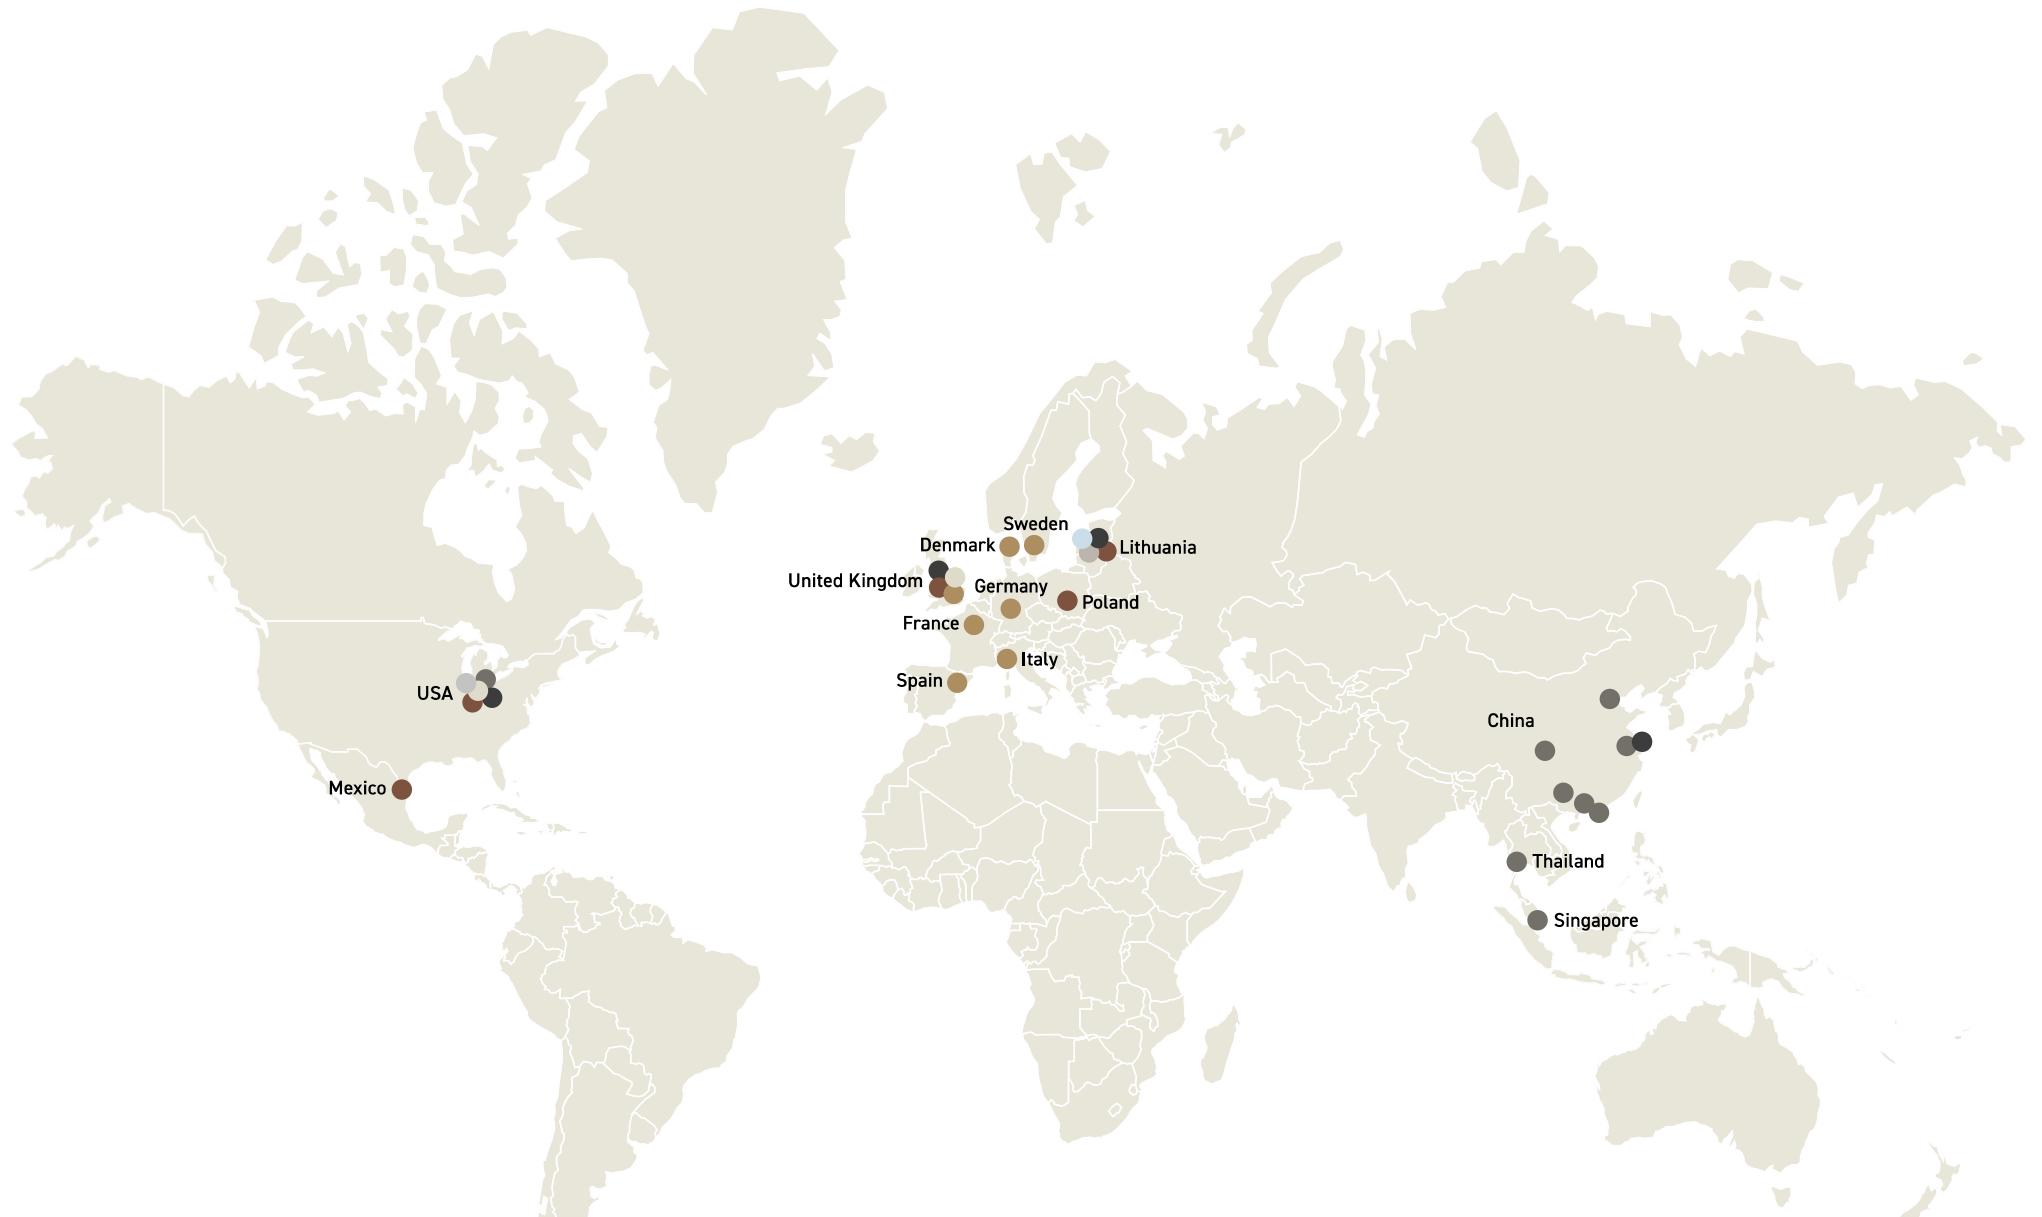 Sweden
Denmark
Lithuania
United Kingdom
Germany
Poland
France
Italy
Spain
USA
China
Mexico
Thailand
Singapore